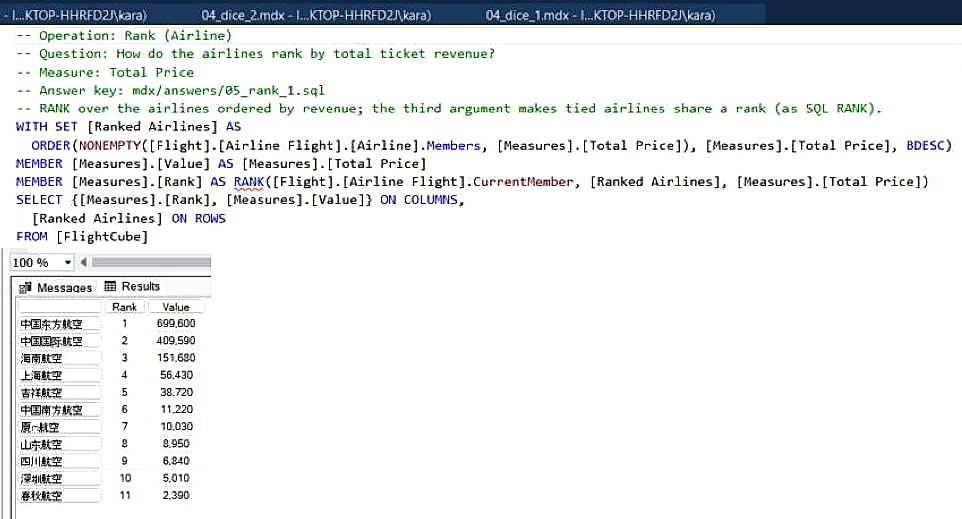 - I...KTOP-HHRFD2J\kara) 04_dice_2.mdx - I...KTOP-HHRFD2J\kara) 04_dice_1.mdx - I...KTOP-HHRFD2J\kara)
-- Operation: Rank (Airline)
-- Question: How do the airlines rank by total ticket revenue?
-- Measure: Total Price
-- Answer key: mdx/answers/05_rank_1.sql
-- RANK over the airlines ordered by revenue; the third argument makes tied airlines share a rank (as SQL RANK).
WITH SET [Ranked Airlines] AS
ORDER(NONEMPTY([Flight].[Airline Flight].[Airline].Members, [Measures].[Total Price]), [Measures].[Total Price], BDESC)
MEMBER [Measures].[Value] AS [Measures].[Total Price]
MEMBER [Measures].[Rank] AS RANK([Flight].[Airline Flight].CurrentMember, [Ranked Airlines], [Measures].[Total Price])
SELECT {[Measures].[Rank], [Measures].[Value]} ON COLUMNS,
[Ranked Airlines] ON ROWS
FROM [FlightCube]
100 %
Messages Results
Rank Value
中国东方航空 1 699,600
中国国际航空 2 409,590
海南航空 3 151,680
上海航空 4 56,430
吉祥航空 5 38,720
中国南方航空 6 11,220
7 10,030
山东航空 8 8,950
四川航空 9 6,840
深圳航空 10 5,010
春秋航空 11 2,390